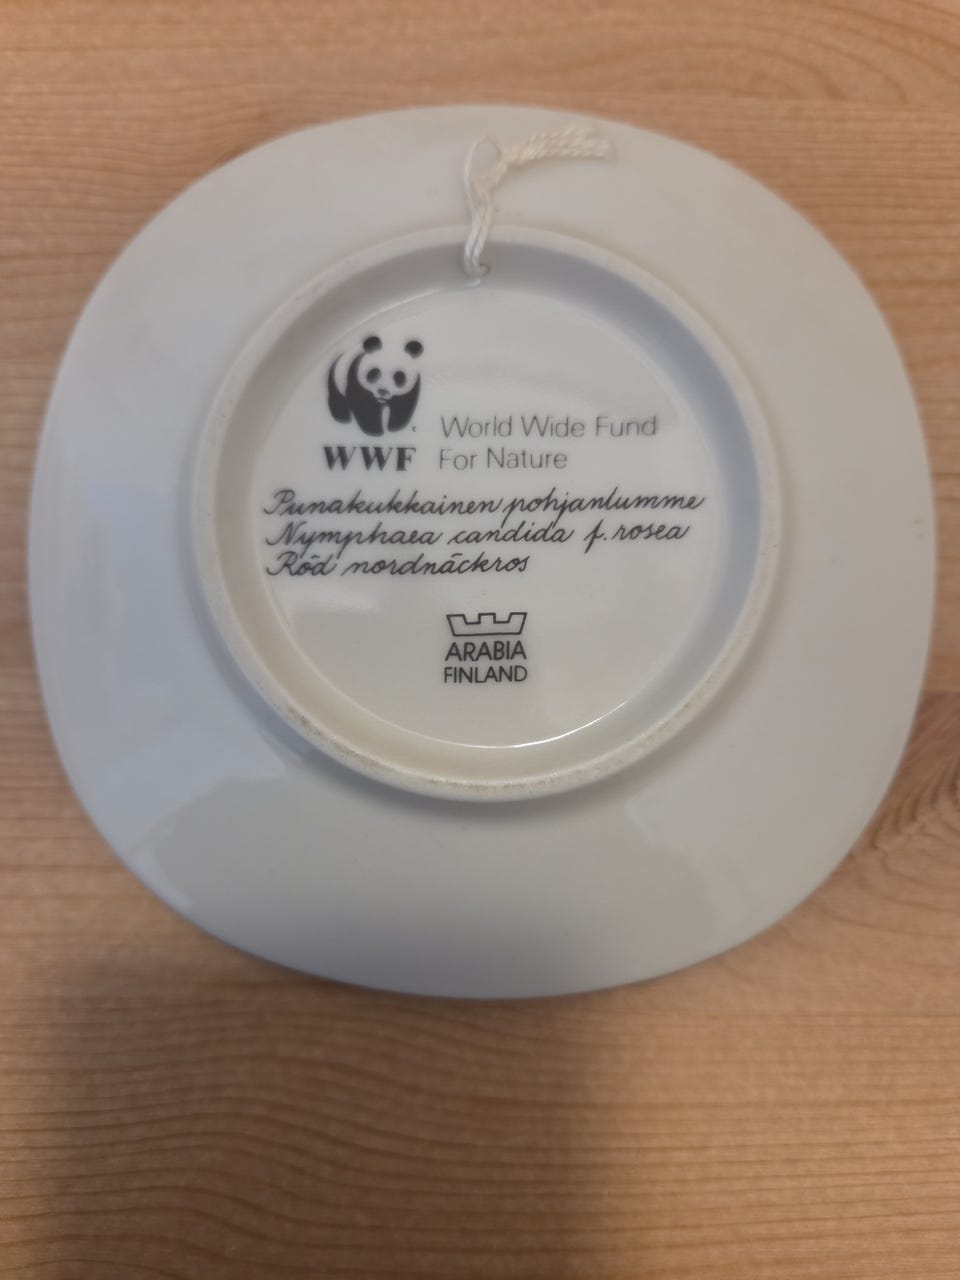 WWF
World Wide Fund
For Nature
Punakukkainen pohjanlumme
Nymphaea candida f. rosea
Röd nordnäckros
ARABIA
FINLAND